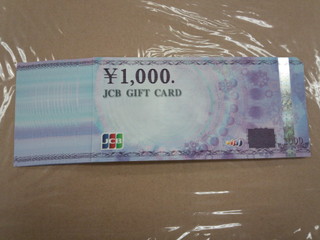 ¥1,000.
JCB GIFT CARD
JCB